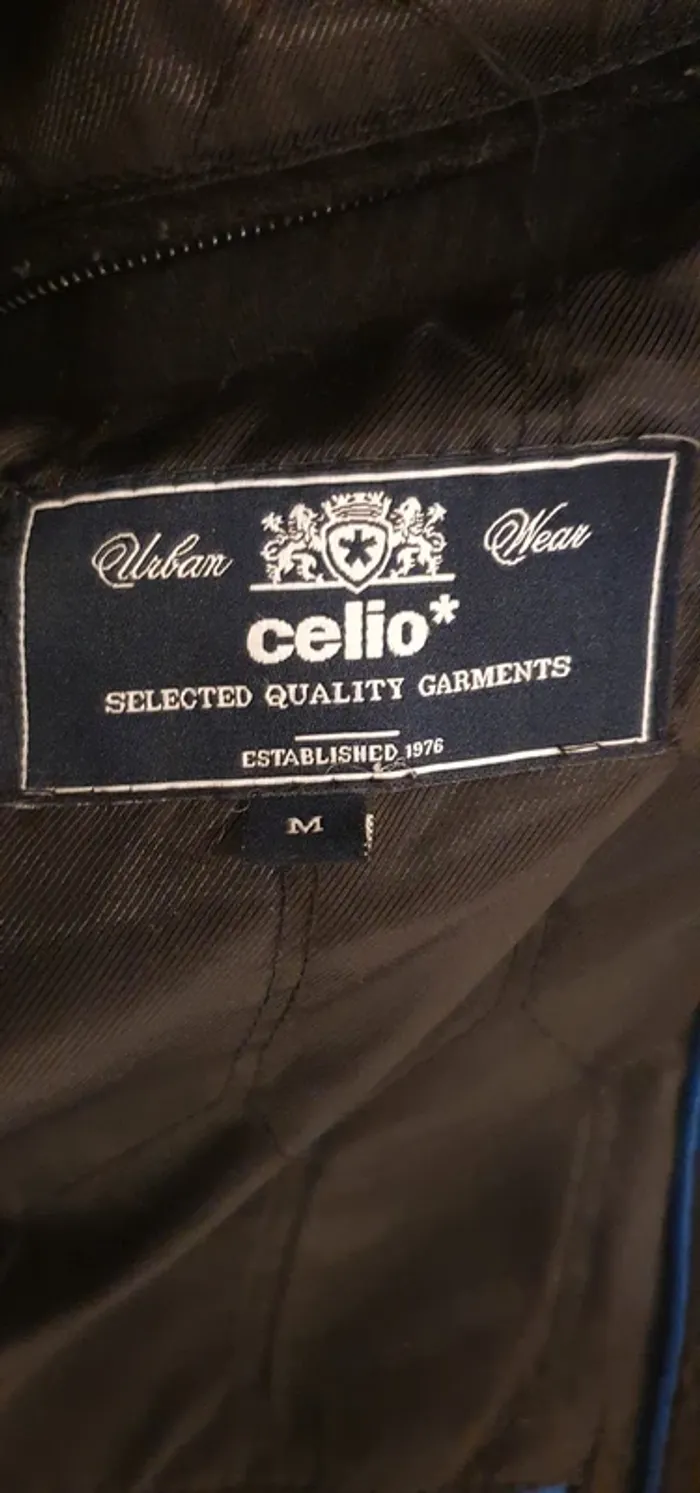 Urban Wear
celio*
SELECTED QUALITY GARMENTS
ESTABLISHED 1976
M